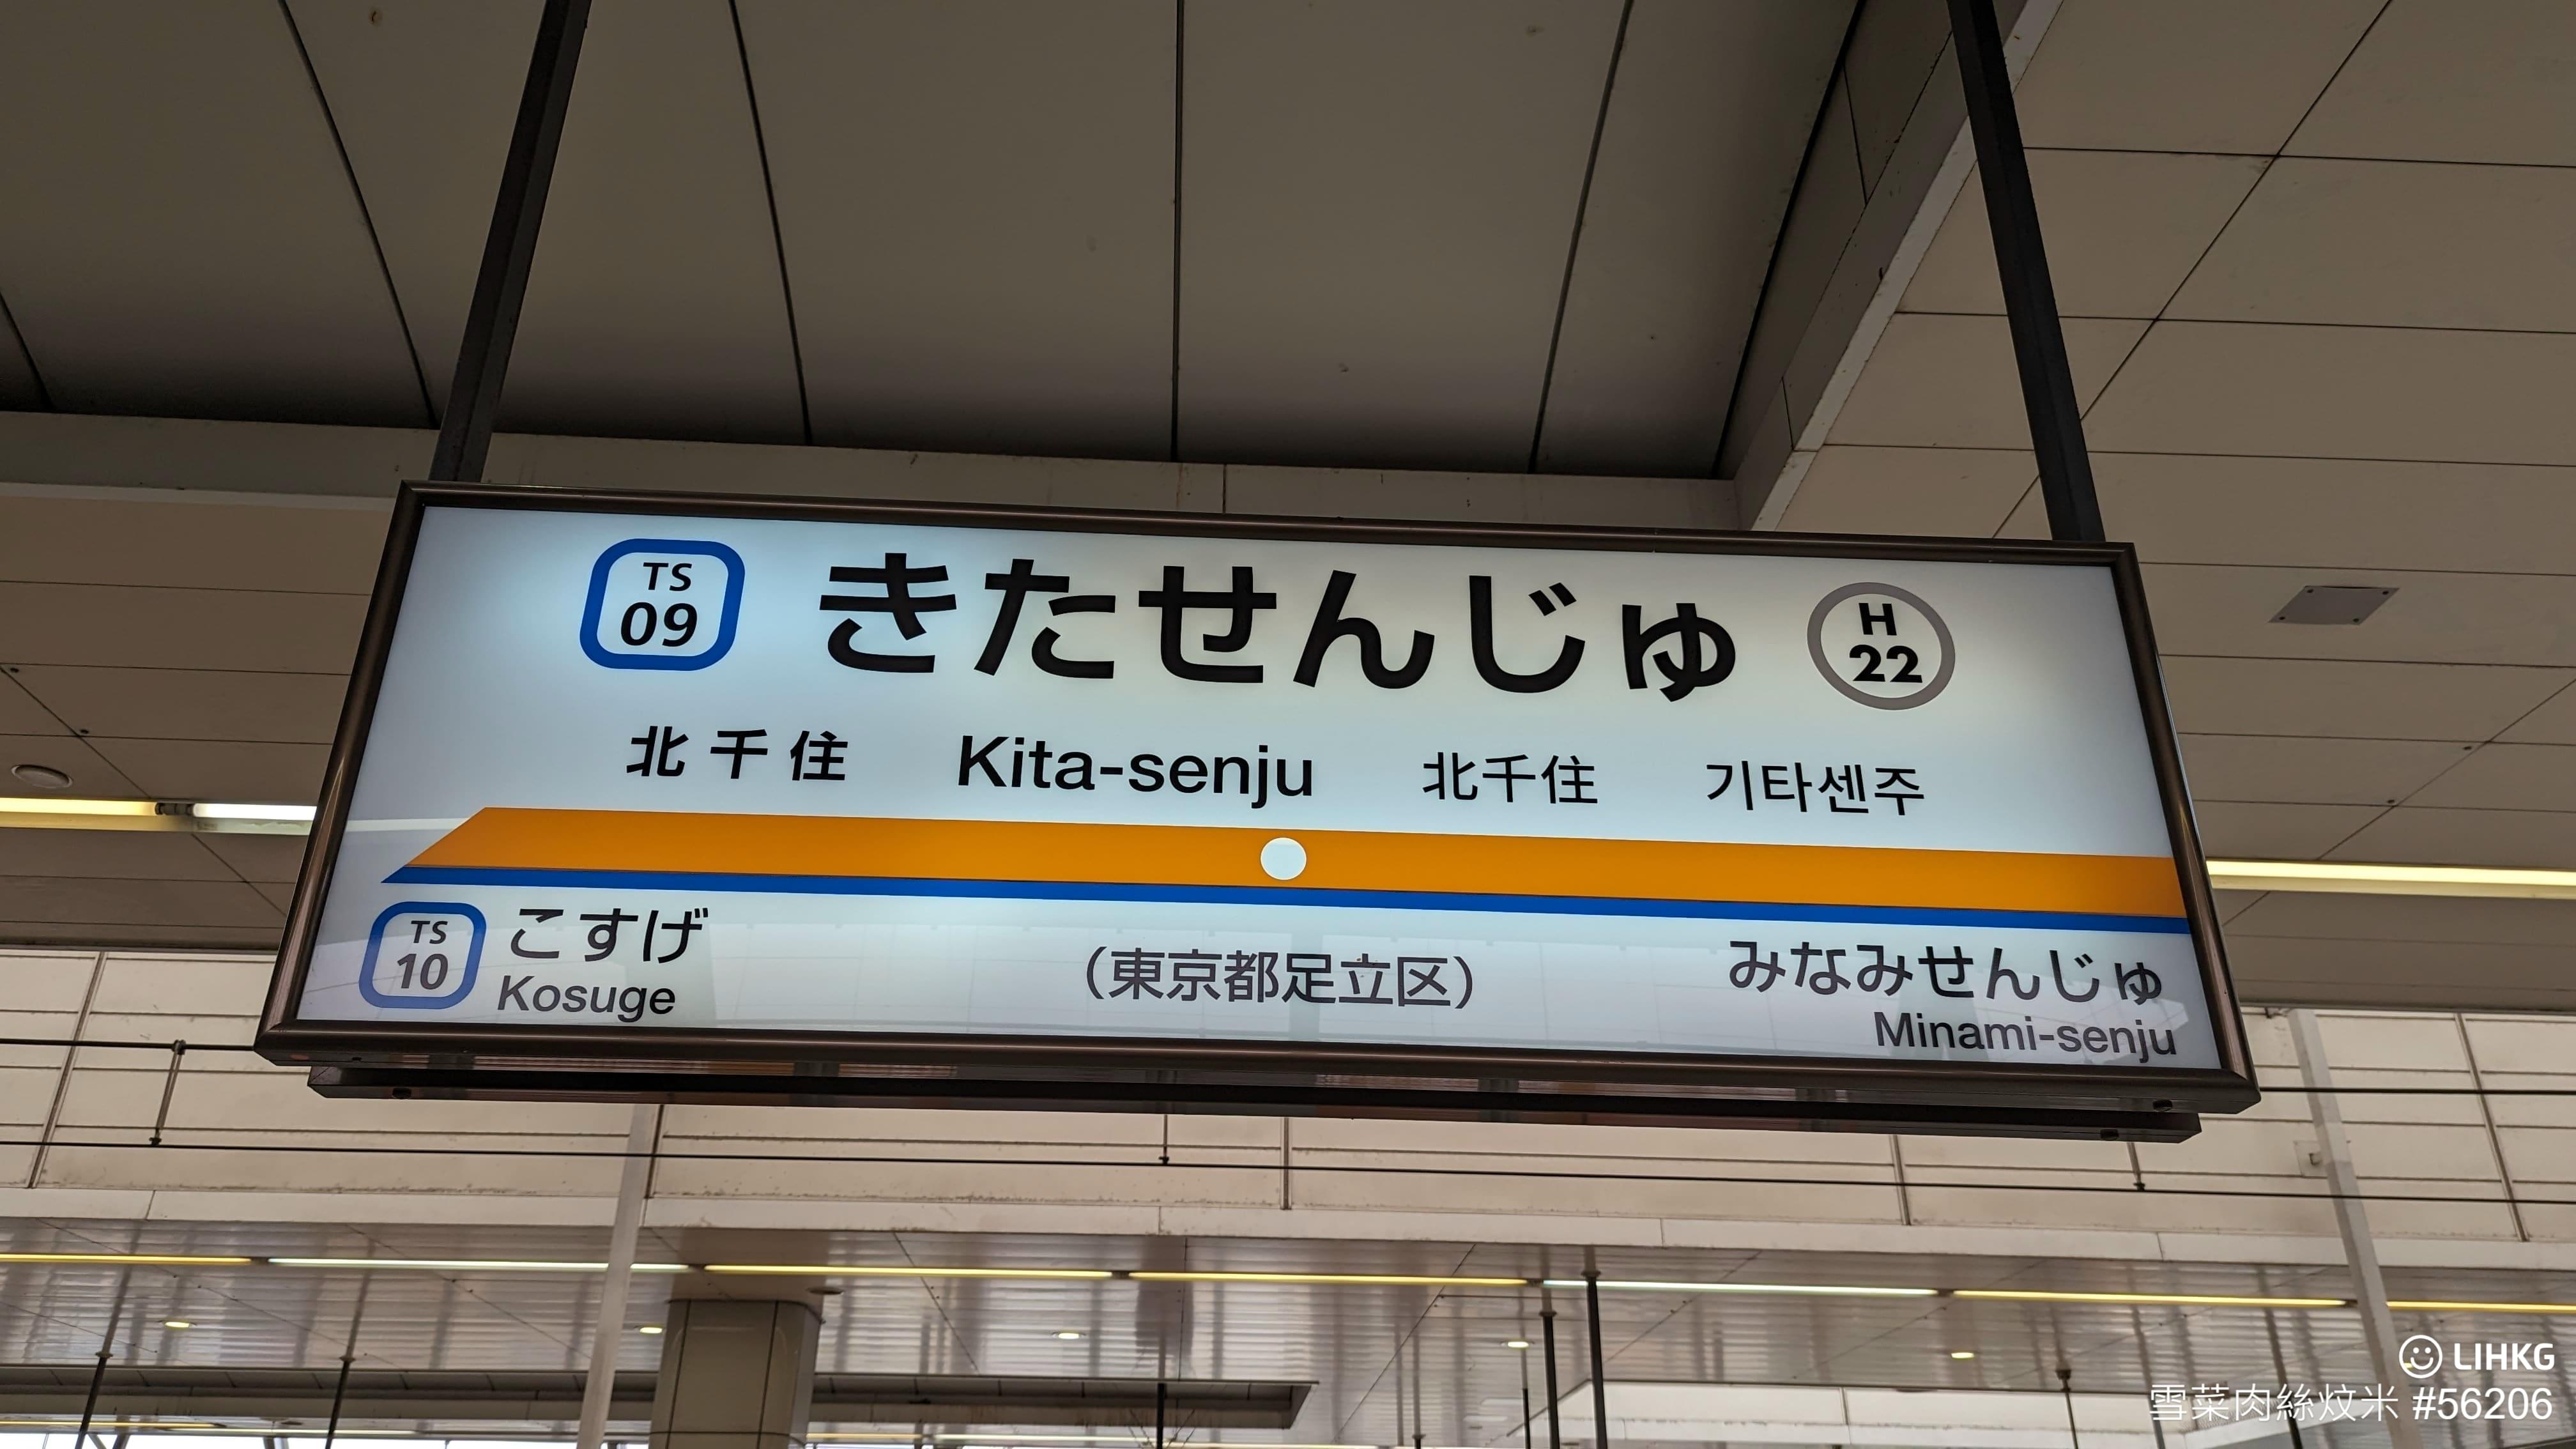 TS
09
きたせんじゅ
H
22
北千住 Kita-senju 北千住 기타센주
TS
10
こすげ
Kosuge
(東京都足立区)
みなみせんじゅ
Minami-senju
LIHKG
雪菜肉絲炆米 #56206